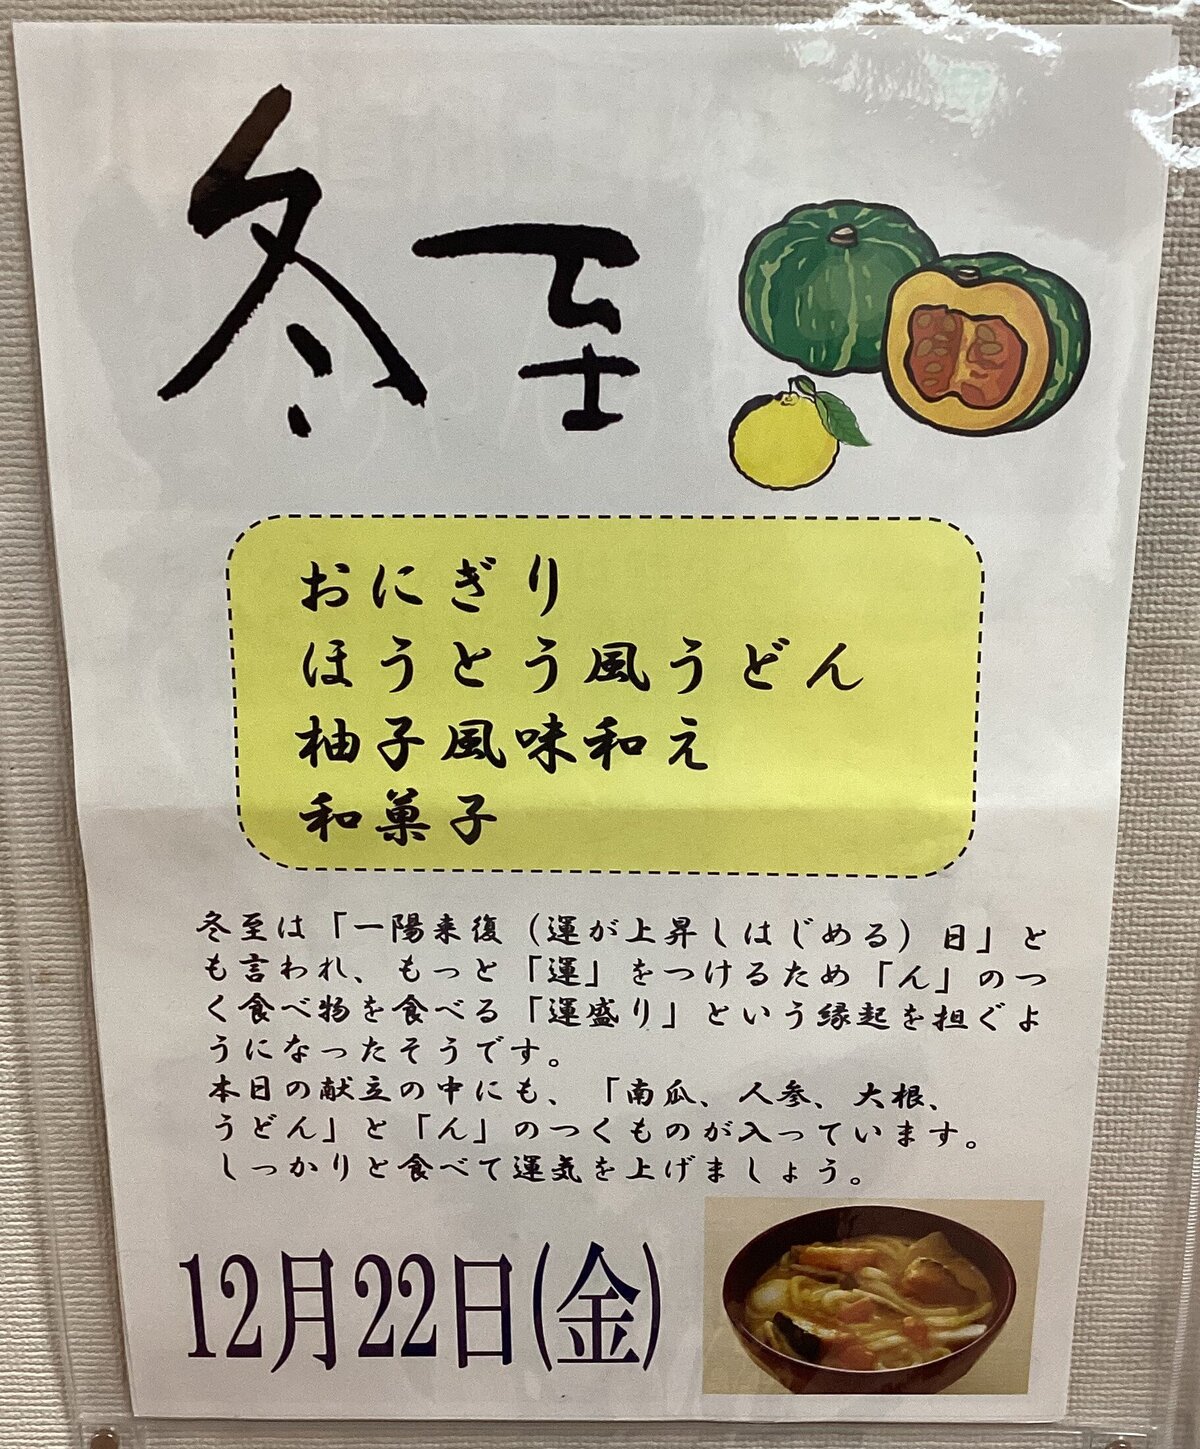 冬至
おにぎり
ほうとう風うどん
柚子風味和え
和菓子
冬至は「一陽来復（運が上昇しはじめる）日」と
も言われ、もっと「運」をつけるため「ん」のつ
く食べ物を食べる「運盛り」という縁起を担ぐよ
うになったそうです。
本日の献立の中にも、「南瓜、人参、大根、
うどん」と「ん」のつくものが入っています。
しっかりと食べて運気を上げましょう。
12月22日(金)